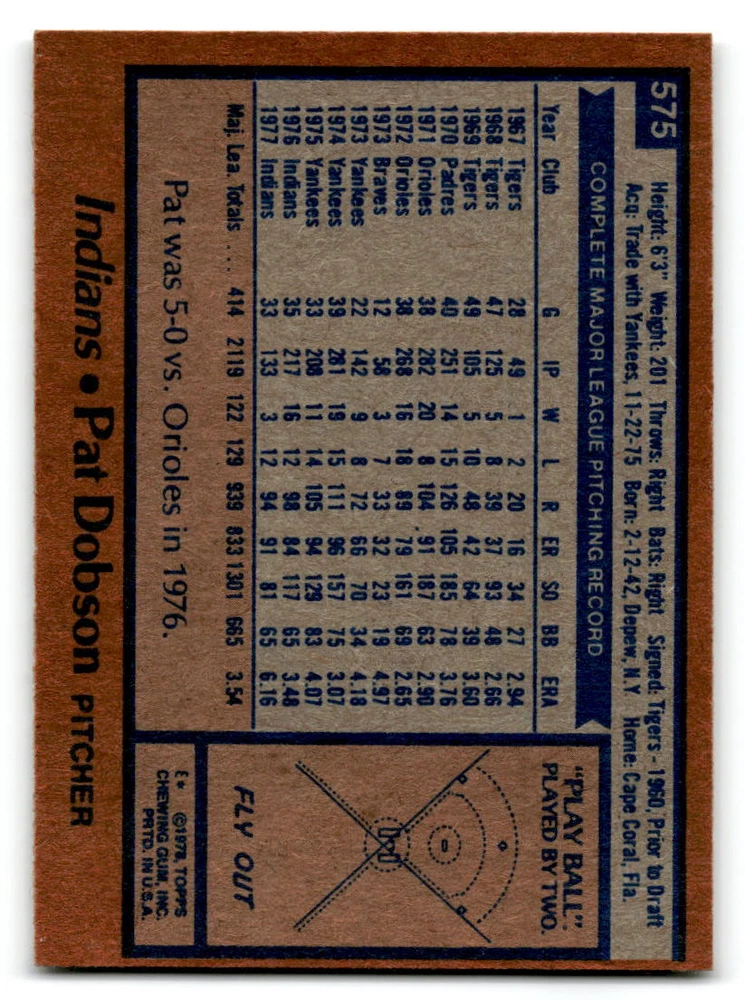 575
Height: 6'3" Weight: 201 Throws: Right Bats: Right Signed: Tigers - 1960, Prior to Draft
Acq: Trade with Yankees, 11-22-75 Born: 2-12-42, Depew, N.Y Home: Cape Coral, Fla.
COMPLETE MAJOR LEAGUE PITCHING RECORD
Year Club G IP W L R ER SO BB ERA
1967 Tigers 28 49 1 2 20 16 34 27 2.94
1968 Tigers 47 125 5 8 39 37 93 48 2.66
1969 Tigers 49 105 5 10 48 42 64 39 3.60
1970 Padres 40 251 14 15 126 105 185 78 3.76
1971 Orioles 38 282 20 8 104 91 187 63 2.90
1972 Orioles 38 268 16 18 89 79 161 69 2.65
1973 Braves 12 58 3 7 33 32 23 19 4.97
1973 Yankees 22 142 9 8 72 66 70 34 4.18
1974 Yankees 39 281 19 15 111 96 157 75 3.07
1975 Yankees 33 208 11 14 105 94 129 83 4.07
1976 Indians 35 217 16 12 98 84 117 65 3.48
1977 Indians 33 133 3 12 94 91 81 65 6.16
Maj. Lea. Totals . . . . 414 2119 122 129 939 833 1301 665 3.54
Pat was 5-0 vs. Orioles in 1976.
"PLAY BALL"
PLAYED BY TWO.
FLY OUT
E* ©1978, TOPPS
CHEWING GUM, INC.
PRTD. IN U.S.A.
Indians • Pat Dobson PITCHER